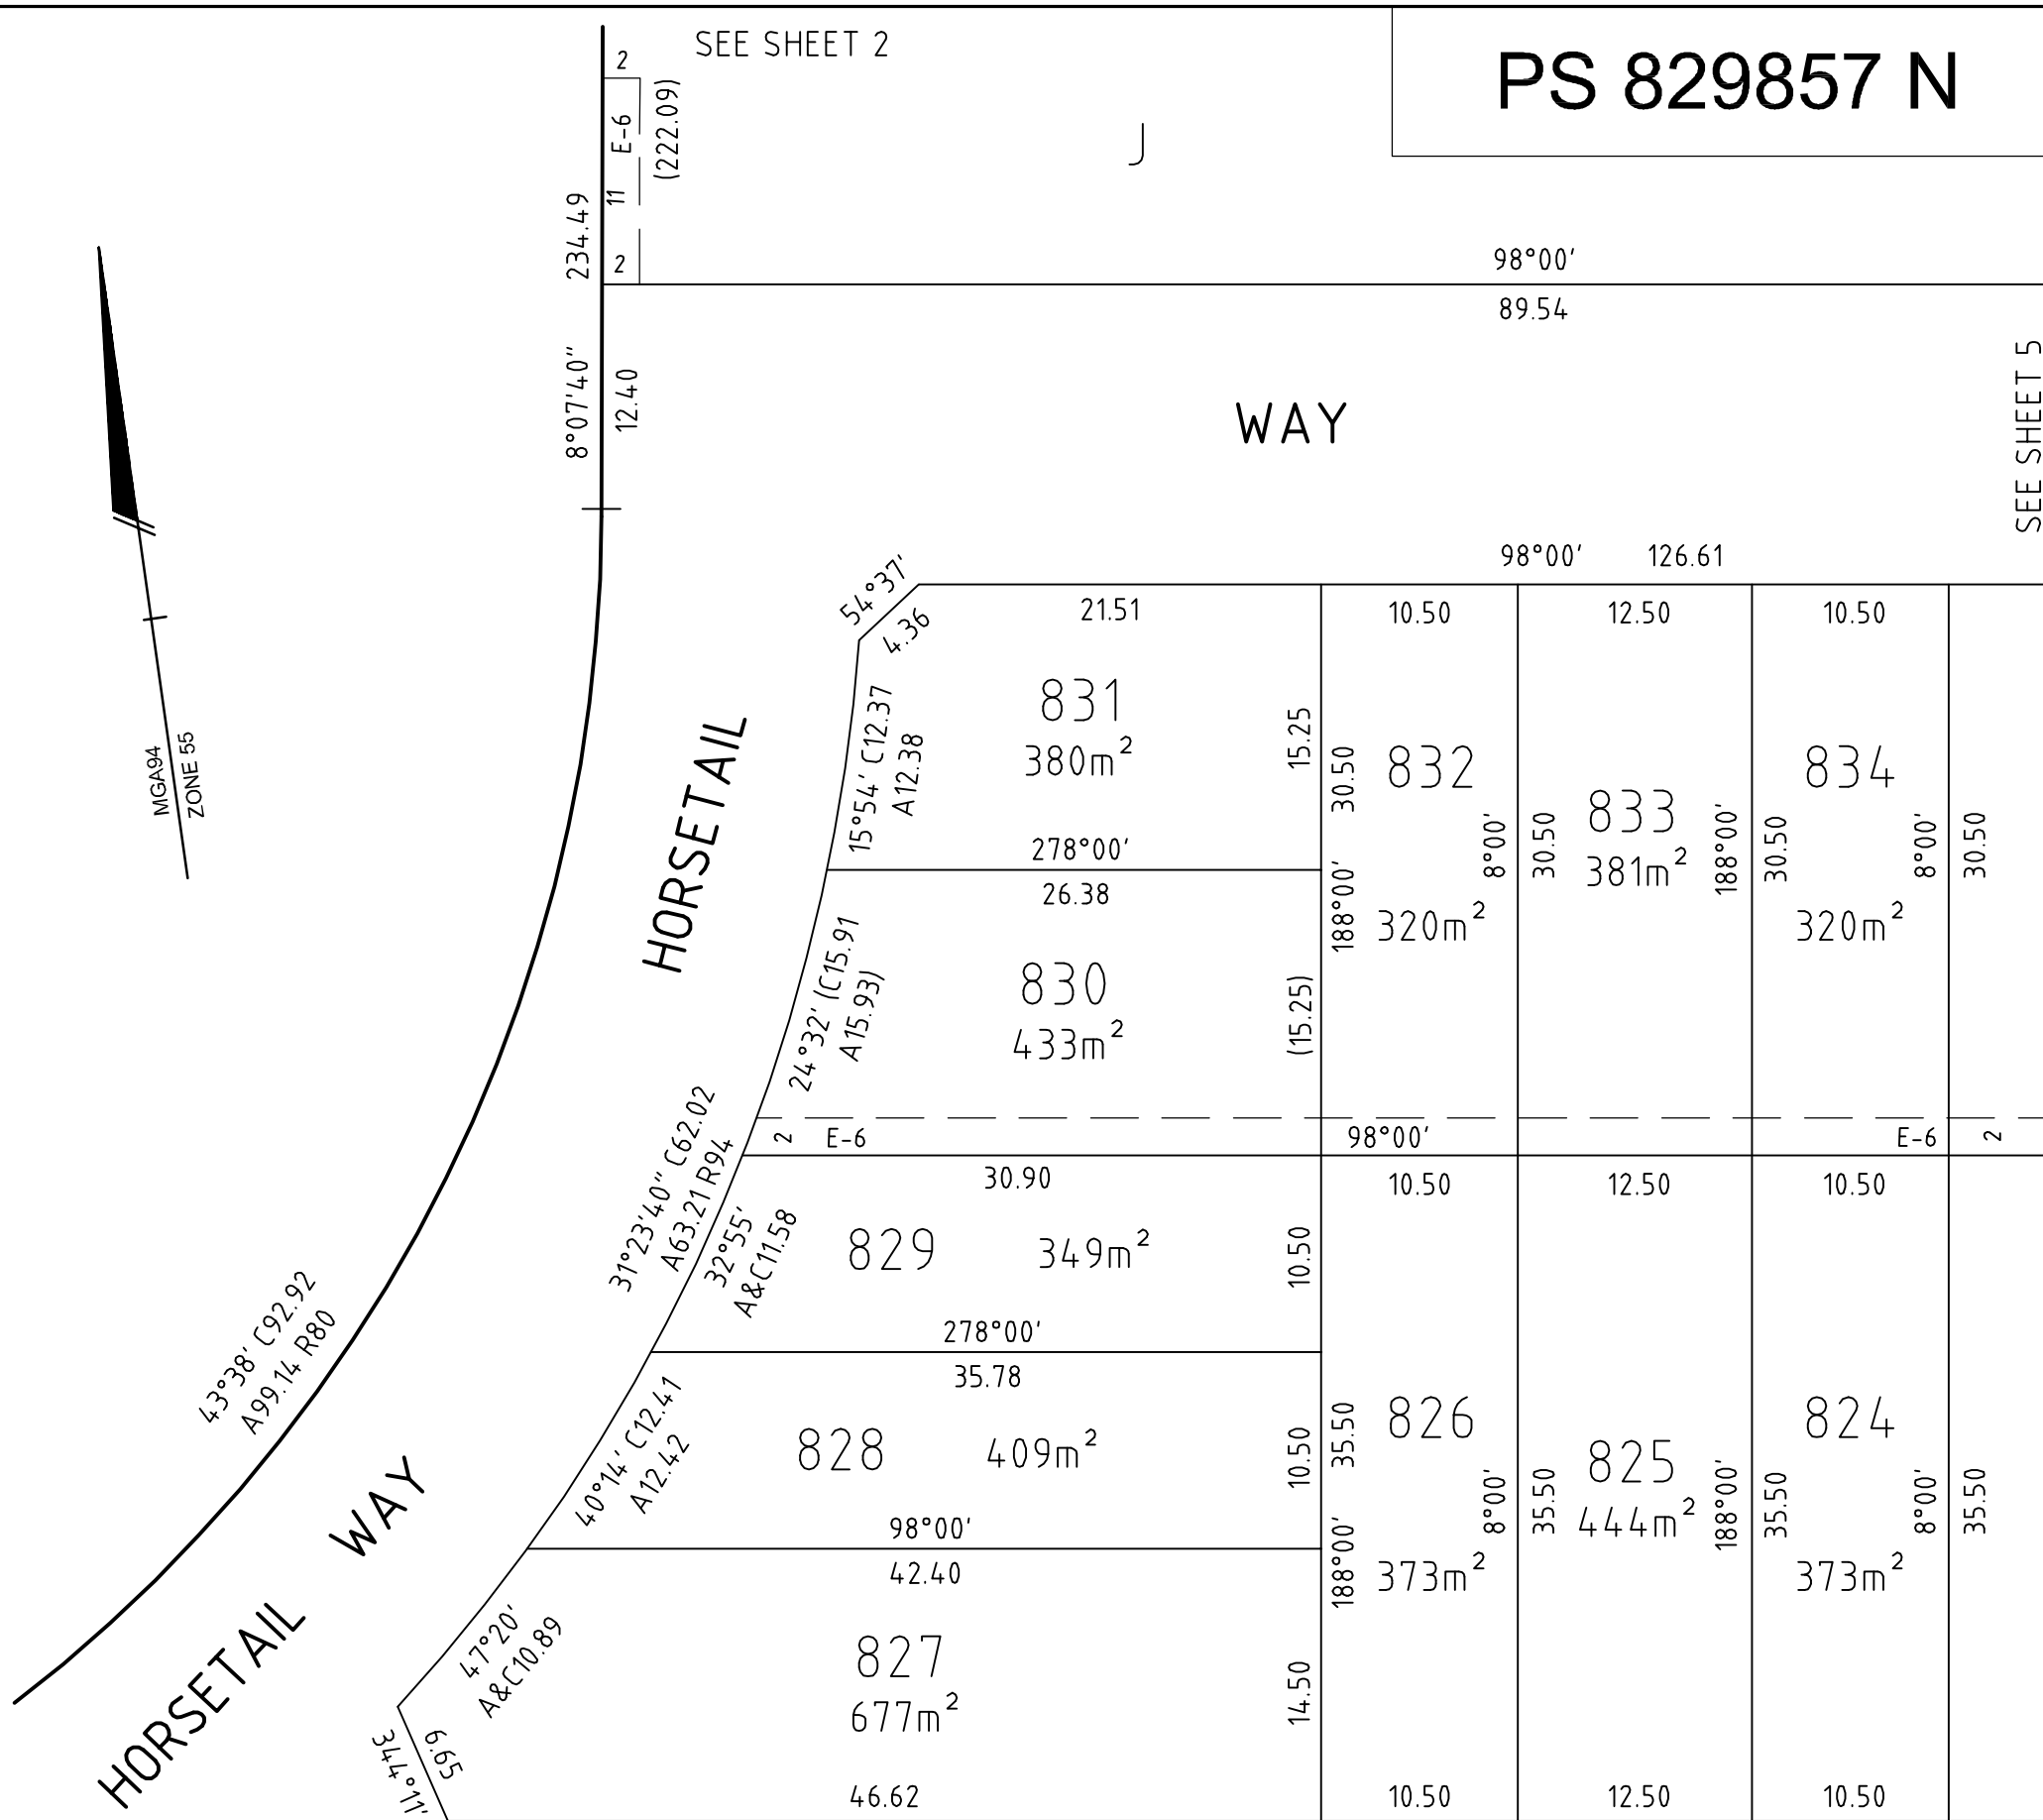 SEE SHEET 2
PS 829857 N
2
E-6
(222.09)
11
2
234.49
J
98°00'
89.54
8°07'40"
12.40
WAY
SEE SHEET 5
MGA94
ZONE 55
98°00' 126.61
54°37'
4.36
21.51
10.50
12.50
10.50
831
380m²
15°54' C12.37
A12.38
15.25
278°00'
26.38
HORSETAIL
30.50
188°00'
832
320m²
8°00'
30.50
833
381m²
188°00'
30.50
834
320m²
8°00'
30.50
24°32' (C15.91
A15.93)
830
433m²
(15.25)
2
E-6
98°00'
E-6
2
30.90
10.50
12.50
10.50
31°23'40" C62.02
A63.21 R94
32°55'
A&C11.58
829
349m²
10.50
278°00'
35.78
43°38' C92.92
A99.14 R80
40°14' C12.41
A12.42
828
409m²
10.50
98°00'
42.40
35.50
188°00'
826
373m²
8°00'
35.50
825
444m²
188°00'
35.50
824
373m²
8°00'
35.50
HORSETAIL WAY
47°20'
A&C10.89
827
677m²
14.50
344°11'
6.65
46.62
10.50
12.50
10.50